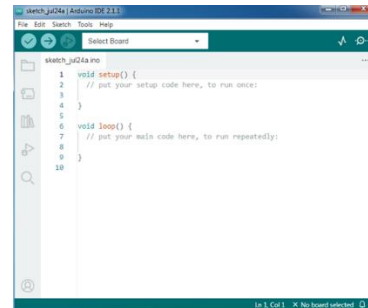 sketch_jul24a | Arduino IDE 2.1.1
File Edit Sketch Tools Help
Select Board
sketch_jul24a.ino
1 void setup() {
2 // put your setup code here, to run once:
3
4 }
5
6 void loop() {
7 // put your main code here, to run repeatedly:
8
9 }
10
Ln 1, Col 1 × No board selected